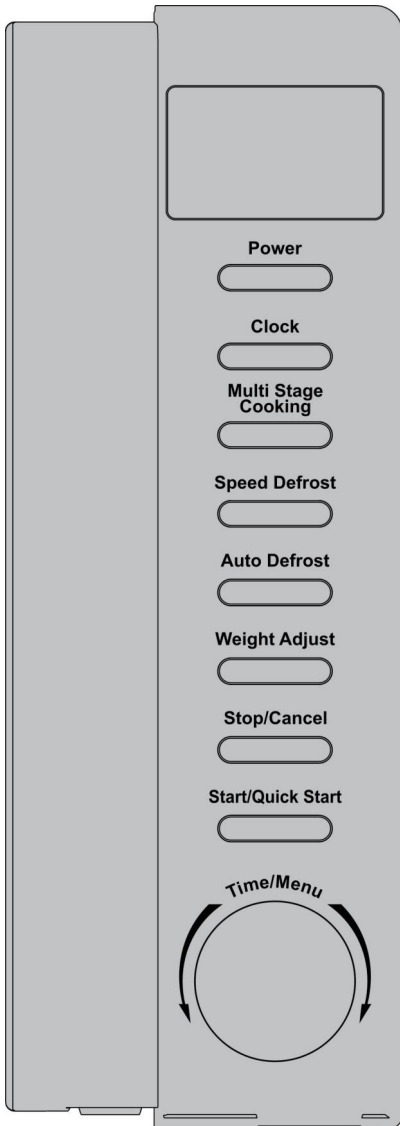 Power
Clock
Multi Stage
Cooking
Speed Defrost
Auto Defrost
Weight Adjust
Stop/Cancel
Start/Quick Start
Time/Menu